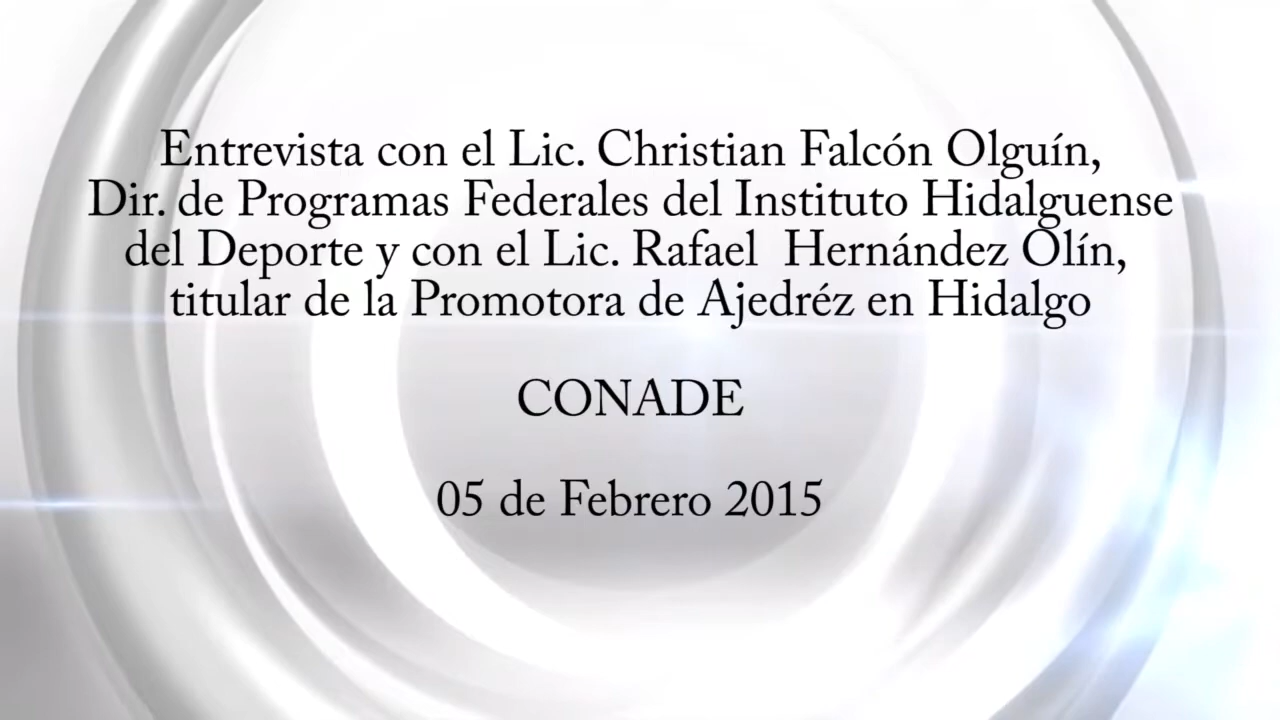 Entrevista con el Lic. Christian Falcón Olguín,
Dir. de Programas Federales del Instituto Hidalguense
del Deporte y con el Lic. Rafael Hernández Olín,
titular de la Promotora de Ajedréz en Hidalgo
CONADE
05 de Febrero 2015